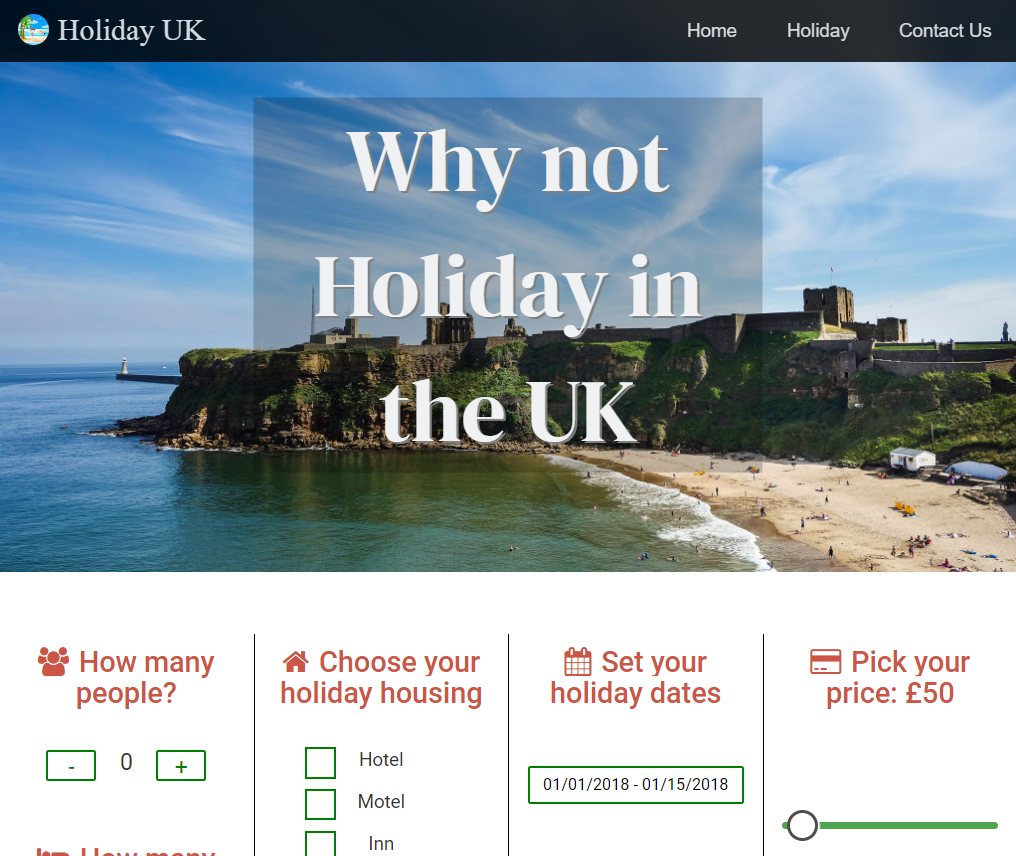 Holiday UK
Home
Holiday
Contact Us
Why not
Holiday in
the UK
How many
people?
-
0
+
How many
Choose your
holiday housing
Hotel
Motel
Inn
Set your
holiday dates
01/01/2018 - 01/15/2018
Pick your
price: £50